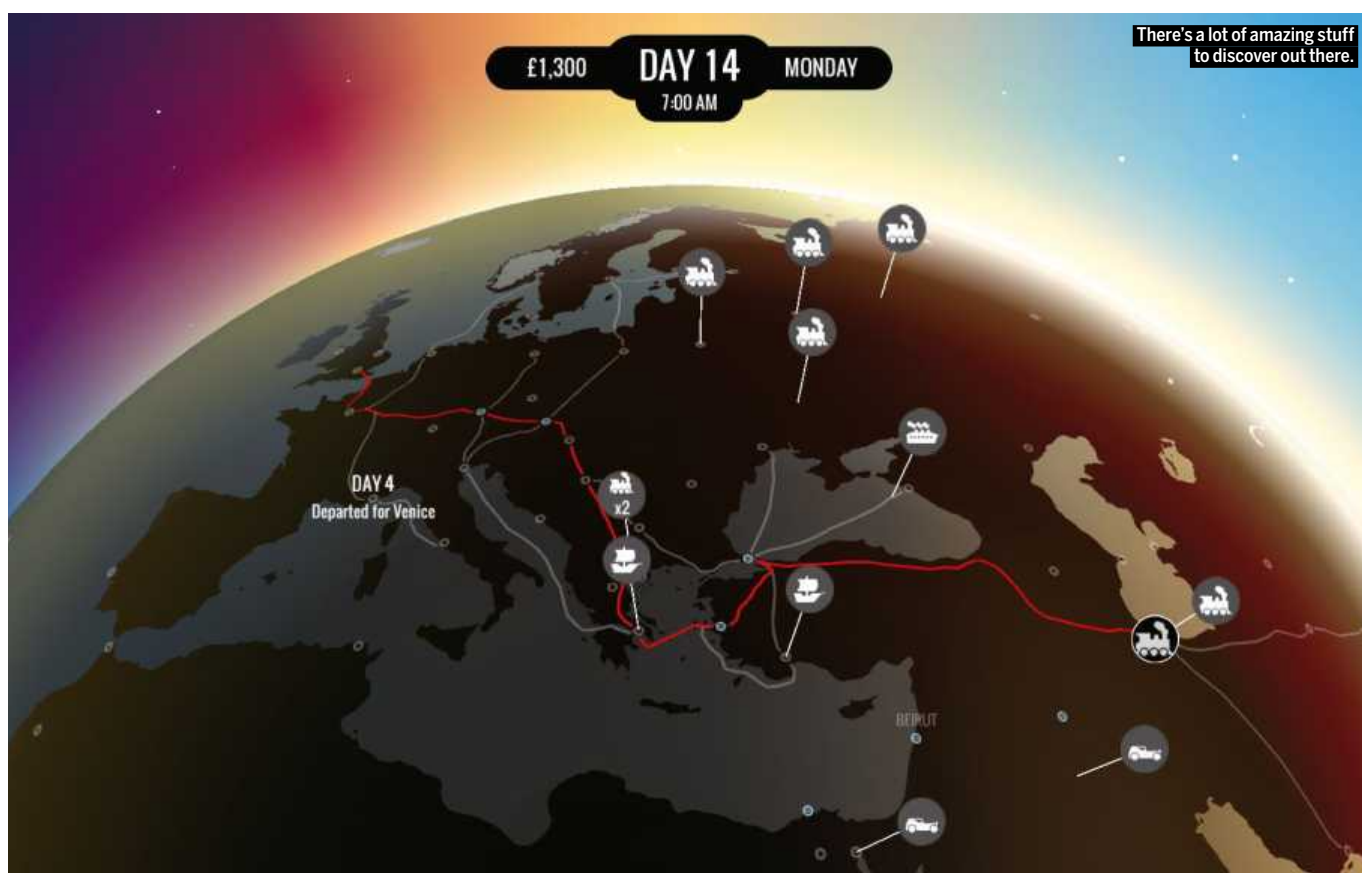 There's a lot of amazing stuff
to discover out there.
£1,300
DAY 14
MONDAY
7:00 AM
DAY 4
Departed for Venice
x2
BEIRUT